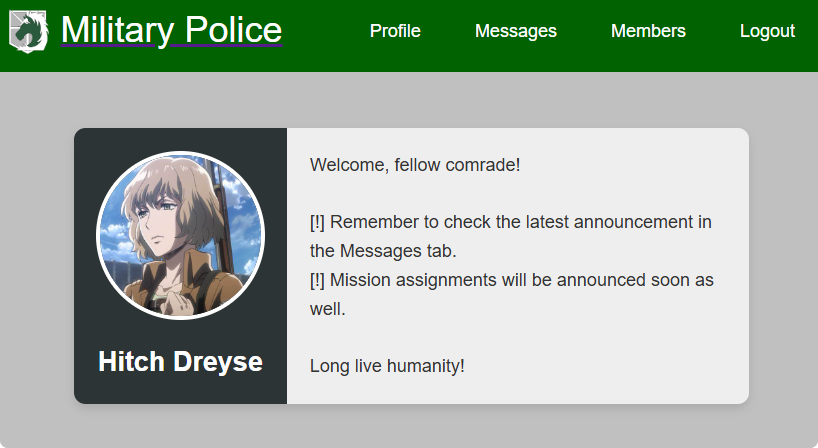 Military Police
Profile
Messages
Members
Logout
Welcome, fellow comrade!
[!] Remember to check the latest announcement in
the Messages tab.
[!] Mission assignments will be announced soon as
well.
Long live humanity!
Hitch Dreyse